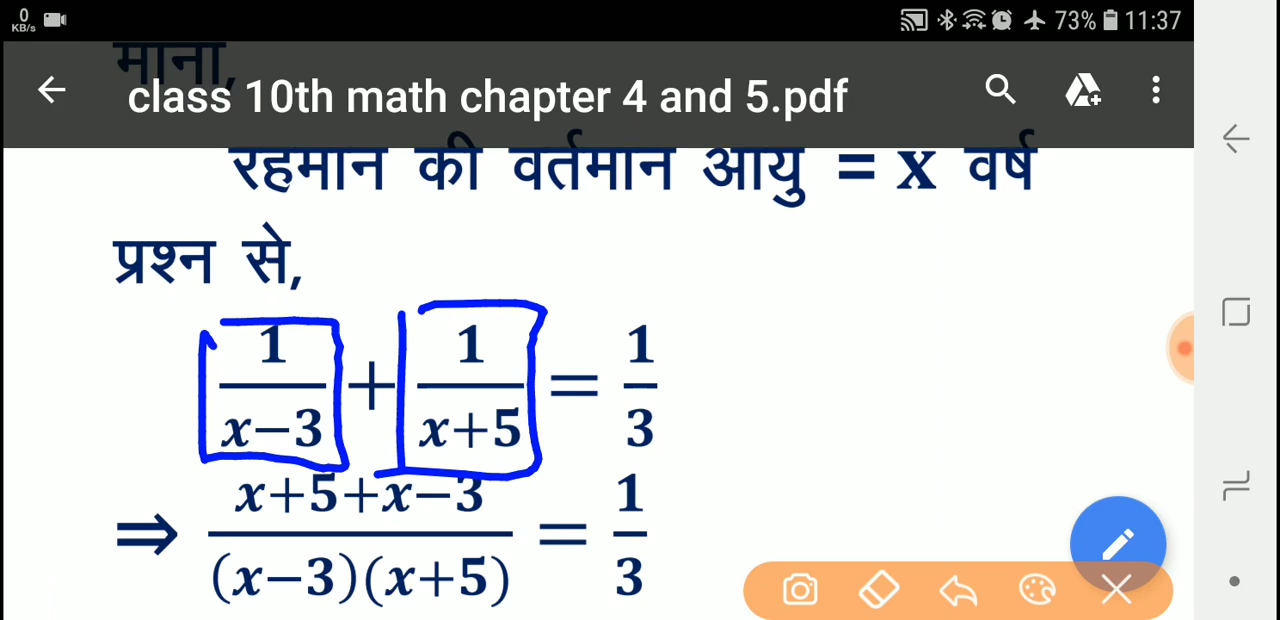 0
KB/s
73% 11:37
माना,
class 10th math chapter 4 and 5.pdf
रहमान की वर्तमान आयु = x वर्ष
प्रश्न से,
1/(x−3) + 1/(x+5) = 1/3
⇒ (x+5+x−3)/((x−3)(x+5)) = 1/3